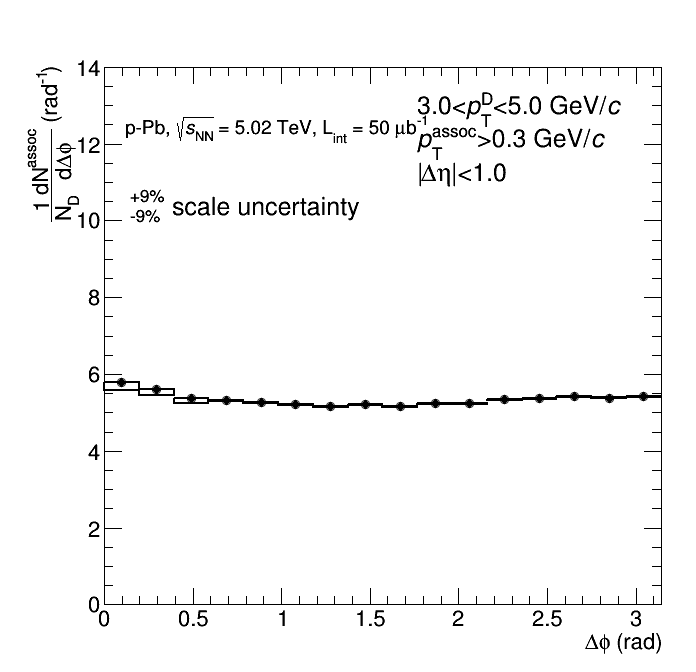 1 dN^assoc
N_D dΔϕ (rad^-1)
p-Pb, √s_NN = 5.02 TeV, L_int = 50 μb^-1
3.0<p_T^D<5.0 GeV/c
p_T^assoc>0.3 GeV/c
|Δη|<1.0
+9%
-9% scale uncertainty
14
12
10
8
6
4
2
0
0 0.5 1 1.5 2 2.5 3
Δϕ (rad)